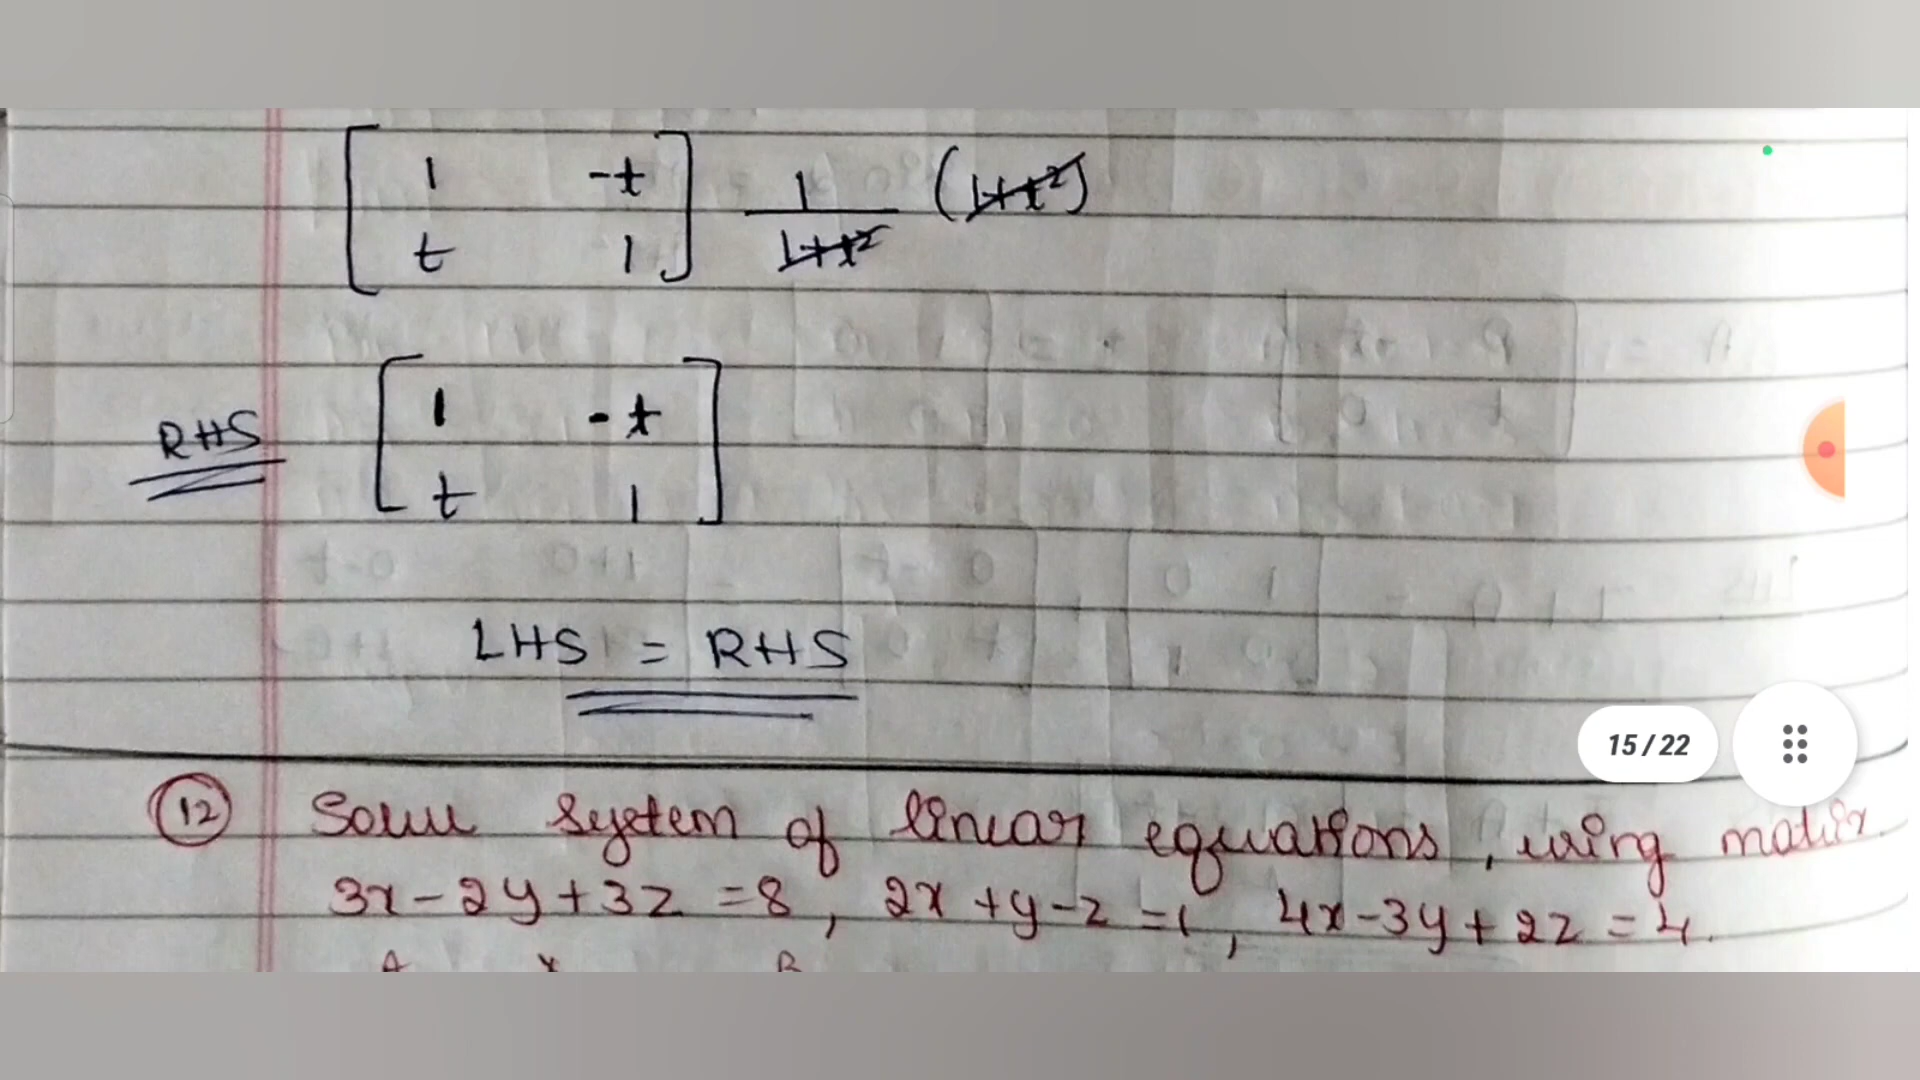 1 -t 1 (1+t²)
t 1 1+t²
RHS 1 -t
t 1
LHS = RHS
15/22
12 Solve system of linear equations, using matrix.
3x-2y+3z=8, 2x+y-z=1, 4x-3y+2z=4.
A x B